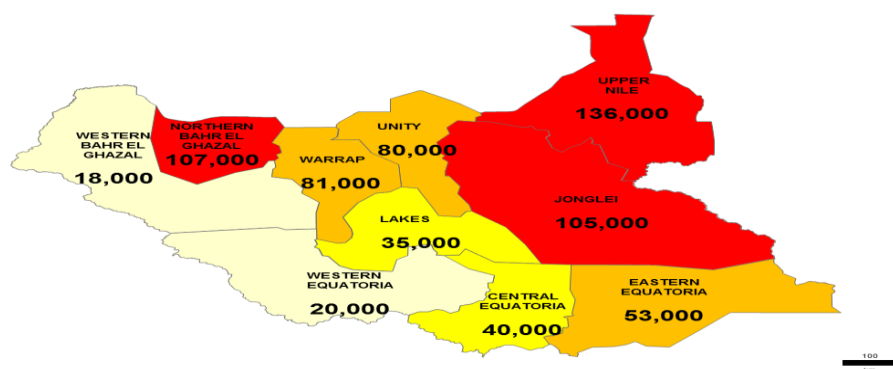 UPPER
NILE
136,000
NORTHERN
BAHR EL
GHAZAL
107,000
WESTERN
BAHR EL
GHAZAL
18,000
UNITY
80,000
WARRAP
81,000
JONGLEI
105,000
LAKES
35,000
WESTERN
EQUATORIA
20,000
CENTRAL
EQUATORIA
40,000
EASTERN
EQUATORIA
53,000
100